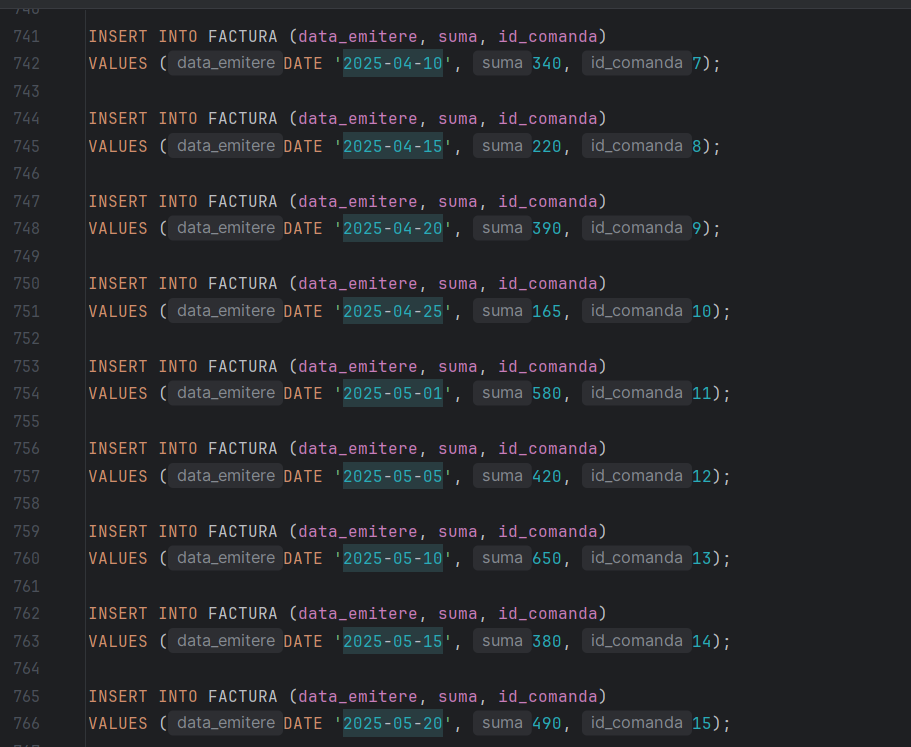 741 INSERT INTO FACTURA (data_emitere, suma, id_comanda)
742 VALUES ( data_emitere DATE '2025-04-10', suma 340, id_comanda 7);
743
744 INSERT INTO FACTURA (data_emitere, suma, id_comanda)
745 VALUES ( data_emitere DATE '2025-04-15', suma 220, id_comanda 8);
746
747 INSERT INTO FACTURA (data_emitere, suma, id_comanda)
748 VALUES ( data_emitere DATE '2025-04-20', suma 390, id_comanda 9);
749
750 INSERT INTO FACTURA (data_emitere, suma, id_comanda)
751 VALUES ( data_emitere DATE '2025-04-25', suma 165, id_comanda 10);
752
753 INSERT INTO FACTURA (data_emitere, suma, id_comanda)
754 VALUES ( data_emitere DATE '2025-05-01', suma 580, id_comanda 11);
755
756 INSERT INTO FACTURA (data_emitere, suma, id_comanda)
757 VALUES ( data_emitere DATE '2025-05-05', suma 420, id_comanda 12);
758
759 INSERT INTO FACTURA (data_emitere, suma, id_comanda)
760 VALUES ( data_emitere DATE '2025-05-10', suma 650, id_comanda 13);
761
762 INSERT INTO FACTURA (data_emitere, suma, id_comanda)
763 VALUES ( data_emitere DATE '2025-05-15', suma 380, id_comanda 14);
764
765 INSERT INTO FACTURA (data_emitere, suma, id_comanda)
766 VALUES ( data_emitere DATE '2025-05-20', suma 490, id_comanda 15);